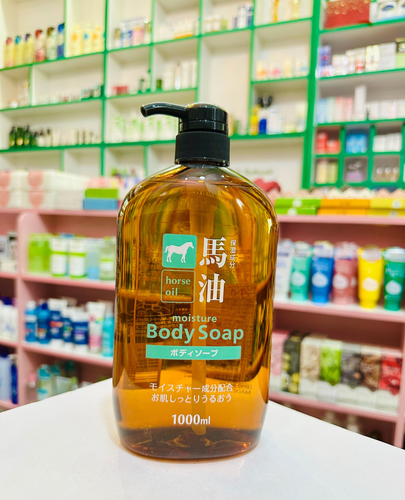 馬油
保湿成分
horse
oil
moisture
Body Soap
ボディソープ
モイスチャー成分配合
お肌しっとりうるおう
1000ml